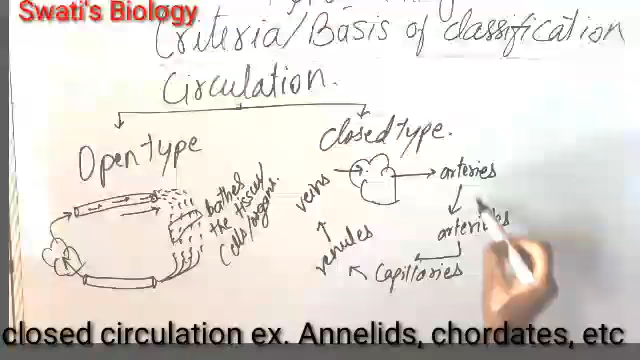 Swati's Biology
Criteria/Basis of classification
Circulation.
Open type
closed type.
bathes
the tissue/
cells/organs.
veins
arteries
arterioles
venules
Capillaries
closed circulation ex. Annelids, chordates, etc